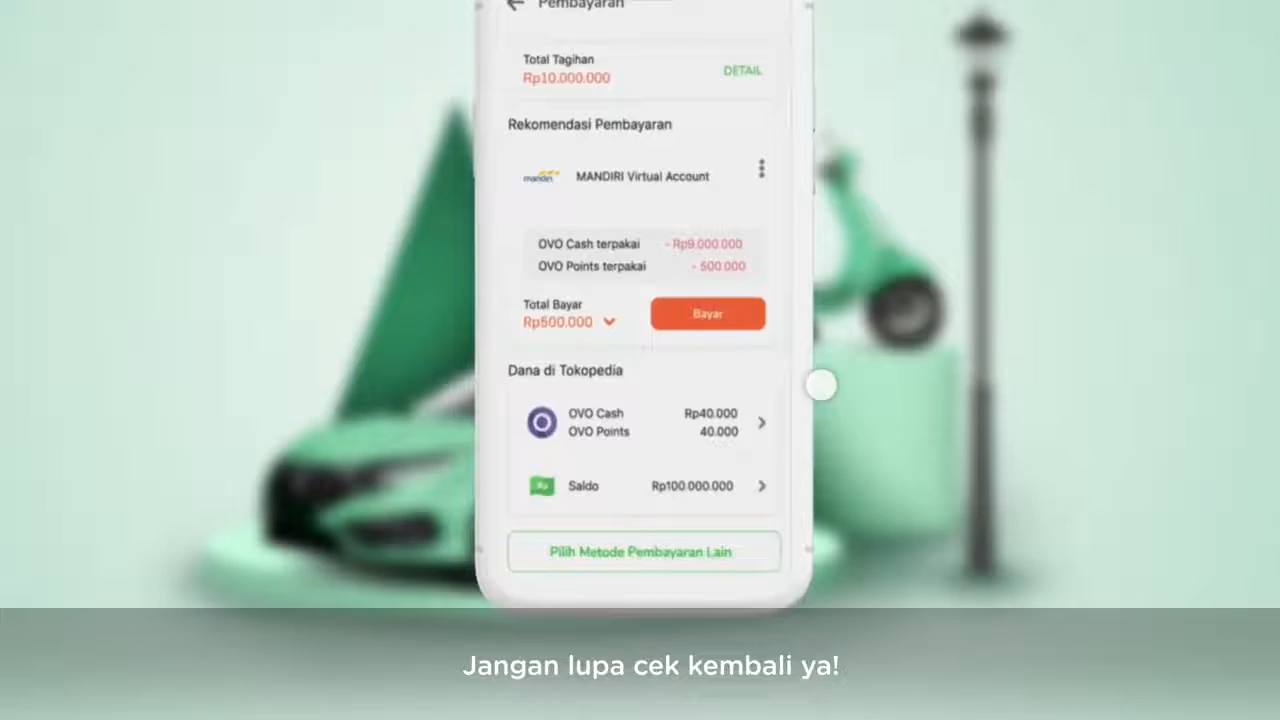 Pembayaran
Total Tagihan
Rp10.000.000
DETAIL
Rekomendasi Pembayaran
mandiri
MANDIRI Virtual Account
OVO Cash terpakai - Rp9.000.000
OVO Points terpakai - 500.000
Total Bayar
Rp500.000
Bayar
Dana di Tokopedia
OVO Cash Rp40.000
OVO Points 40.000
Rp
Saldo Rp100.000.000
Pilih Metode Pembayaran Lain
Jangan lupa cek kembali ya!